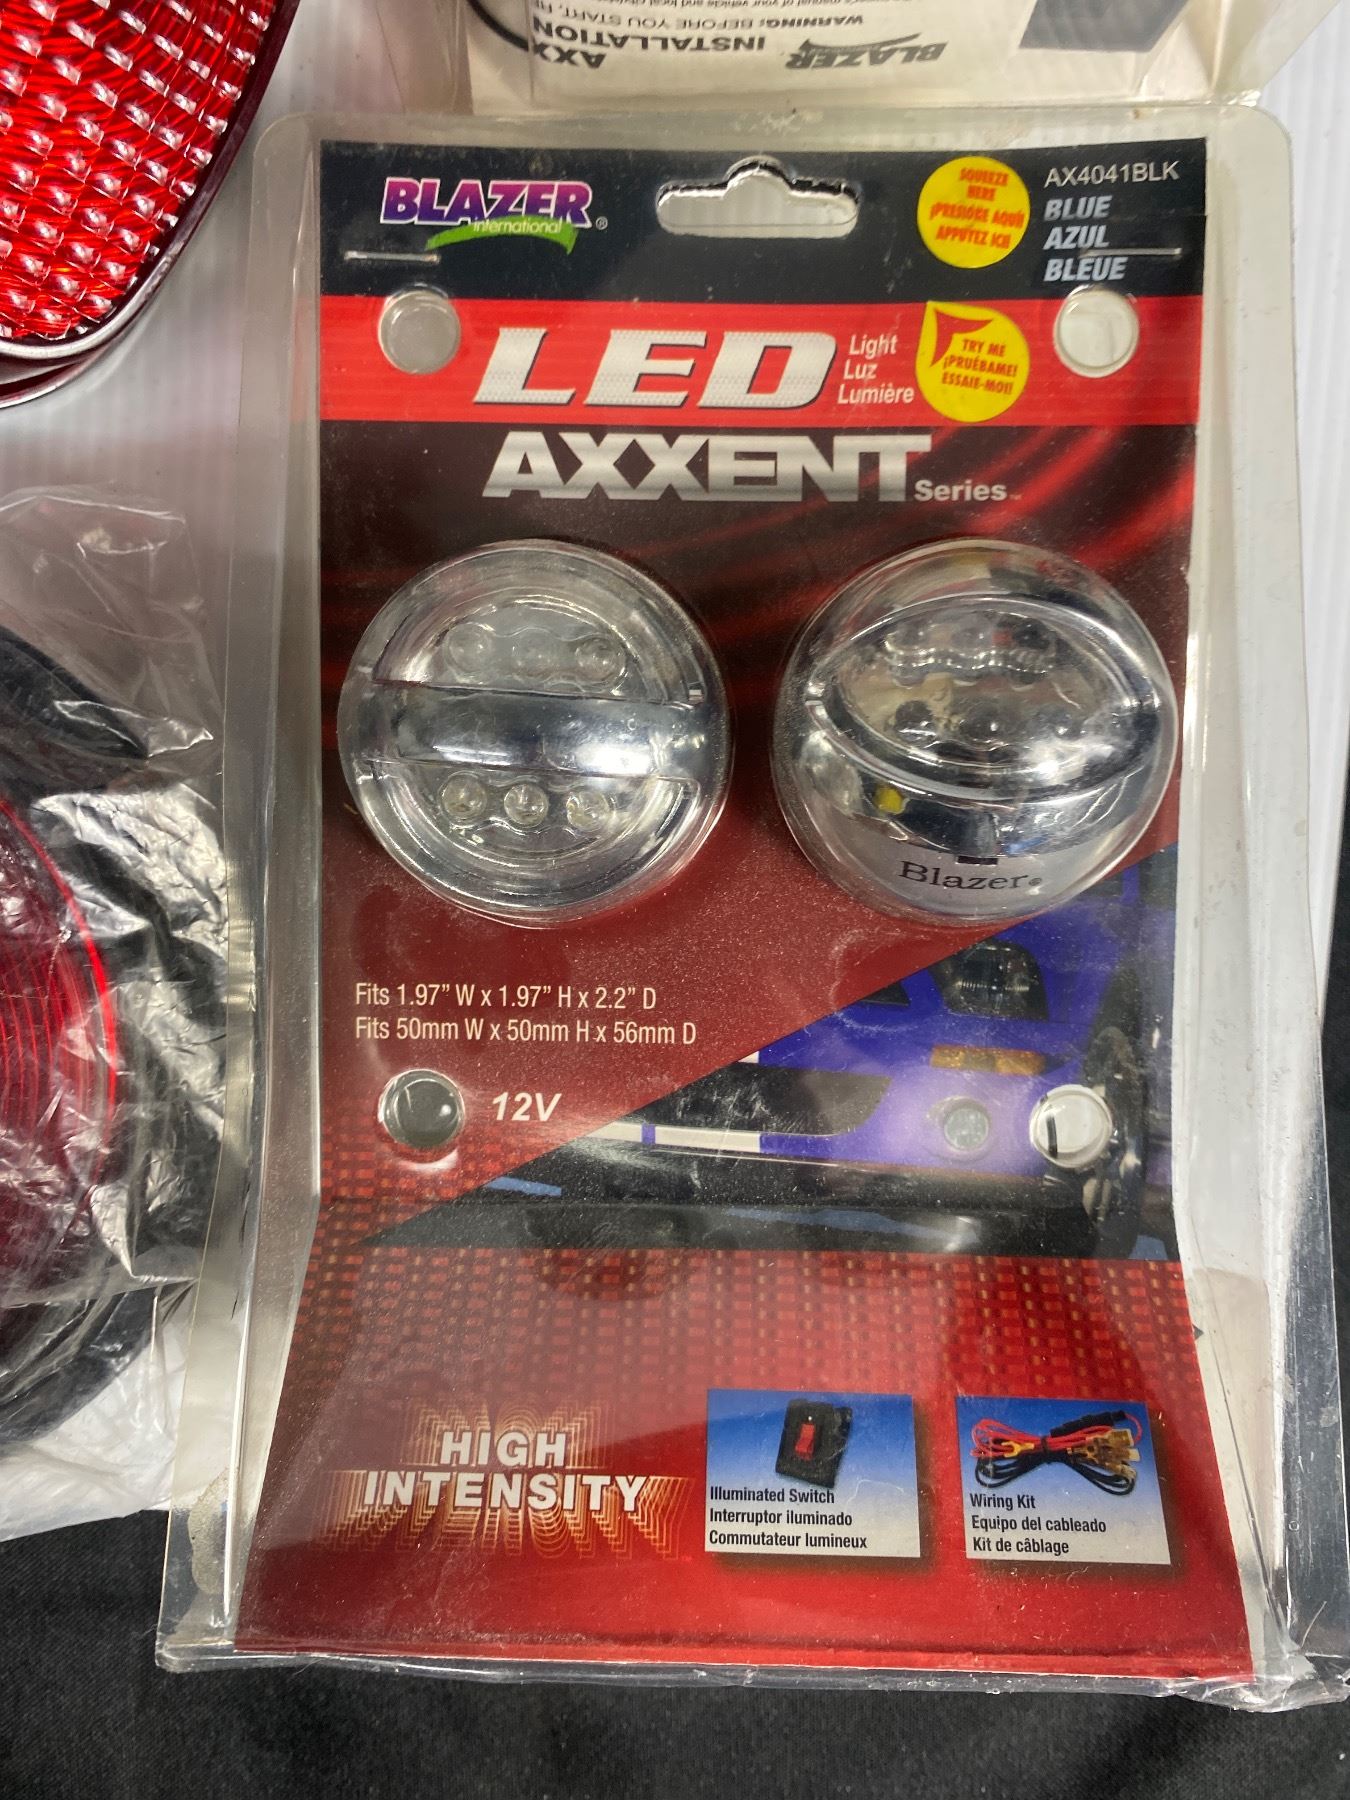 AXX
INSTALLATION
BLAZER
WARNING: BEFORE YOU START,
BLAZER
international
®
SQUEEZE
HERE
¡PRESIONE AQUÍ!
APPUYEZ ICI!
AX4041BLK
BLUE
AZUL
BLEUE
LED
Light
Luz
Lumière
TRY ME
¡PRUÉBAME!
ESSAIE-MOI!
AXXENT
Series
Blazer®
Fits 1.97" W x 1.97" H x 2.2" D
Fits 50mm W x 50mm H x 56mm D
12V
HIGH
INTENSITY
Illuminated Switch
Interruptor iluminado
Commutateur lumineux
Wiring Kit
Equipo del cableado
Kit de câblage